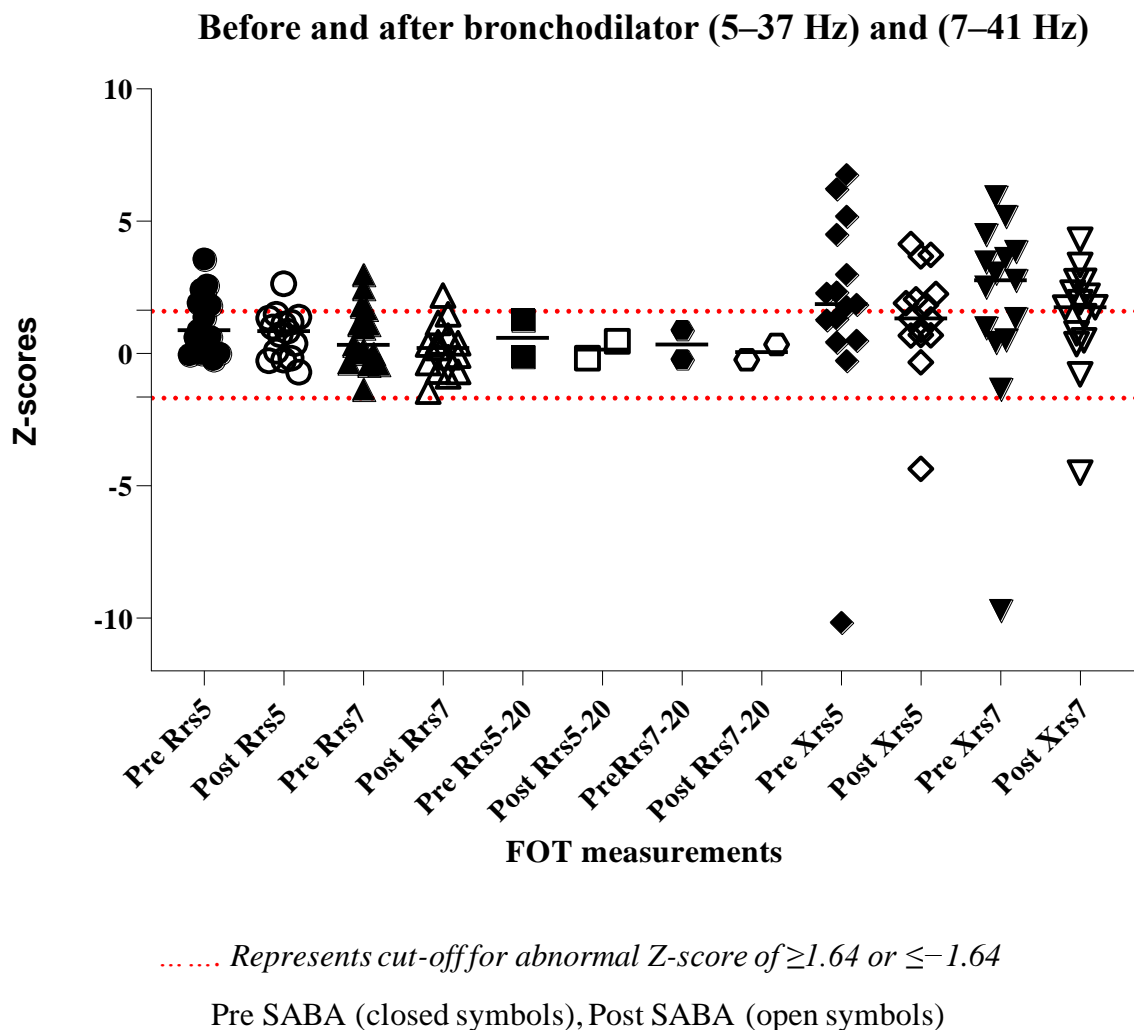 Before and after bronchodilator (5–37 Hz) and (7–41 Hz)
10
5
0
-5
-10
Z-scores
Pre Rrs5
Post Rrs5
Pre Rrs7
Post Rrs7
Pre Rrs5-20
Post Rrs5-20
PreRrs7-20
Post Rrs7-20
Pre Xrs5
Post Xrs5
Pre Xrs7
Post Xrs7
FOT measurements
... .... Represents cut-off for abnormal Z-score of ≥1.64 or ≤−1.64
Pre SABA (closed symbols), Post SABA (open symbols)